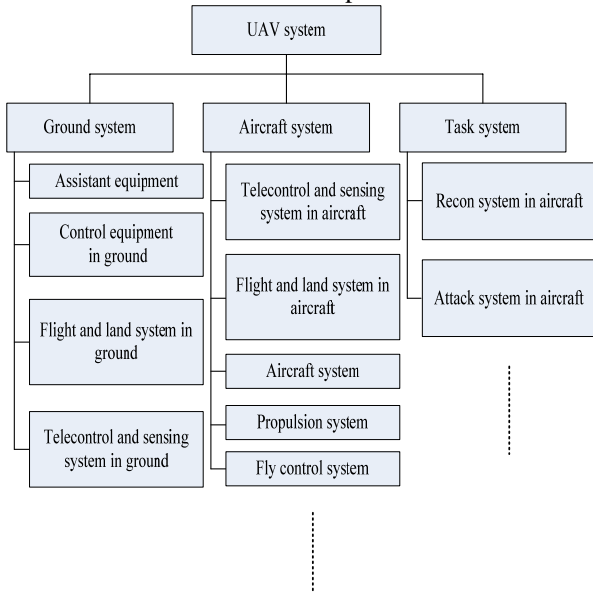 UAV system
Ground system
Aircraft system
Task system
Assistant equipment
Control equipment
in ground
Flight and land system in
ground
Telecontrol and sensing
system in ground
Telecontrol and sensing
system in aircraft
Flight and land system in
aircraft
Aircraft system
Propulsion system
Fly control system
Recon system in aircraft
Attack system in aircraft